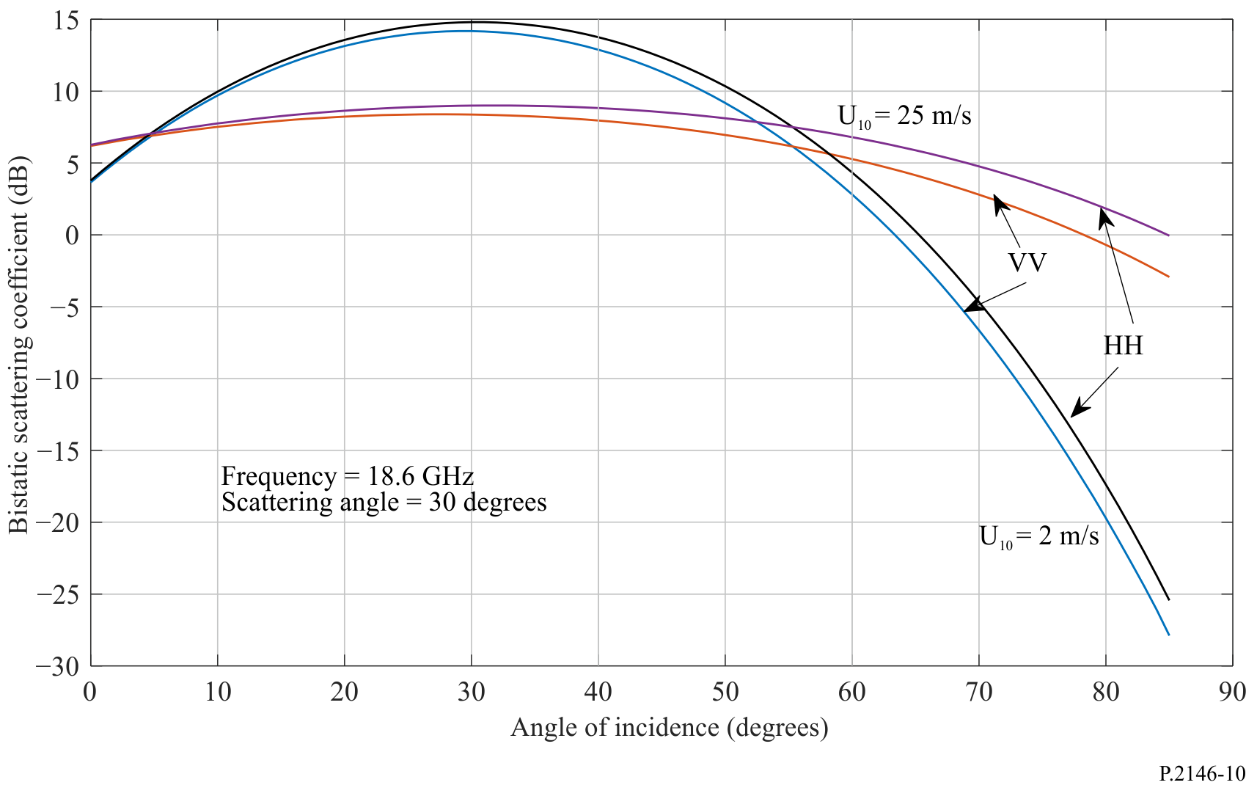 15
10
5
0
−5
−10
−15
−20
−25
−30
Bistatic scattering coefficient (dB)
U10 = 25 m/s
VV
HH
Frequency = 18.6 GHz
Scattering angle = 30 degrees
U10 = 2 m/s
0 10 20 30 40 50 60 70 80 90
Angle of incidence (degrees)
P.2146-10